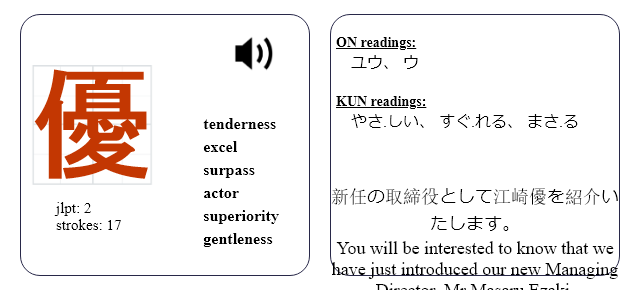 優
tenderness
excel
surpass
actor
superiority
gentleness
jlpt: 2
strokes: 17
ON readings:
ユウ、 ウ
KUN readings:
やさ.しい、 すぐ.れる、 まさ.る
新任の取締役として江崎優を紹介い
たします。
You will be interested to know that we
have just introduced our new Managing
Director, Mr Masaru Ezaki